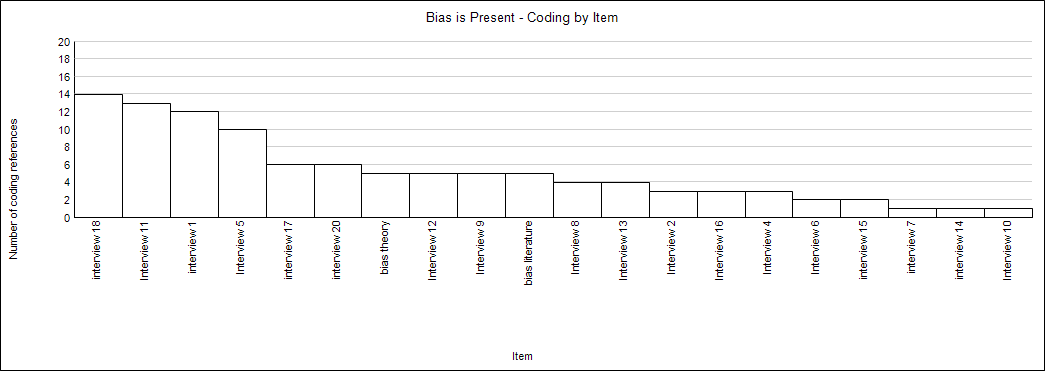 Bias is Present - Coding by Item
Number of coding references
20
18
16
14
12
10
8
6
4
2
0
interview 18
Interview 11
interview 1
Interview 5
interview 17
interview 20
bias theory
Interview 12
Interview 9
bias literature
Interview 8
Interview 13
Interview 2
Interview 16
Interview 4
Interview 6
Interview 15
interview 7
interview 14
Interview 10
Item